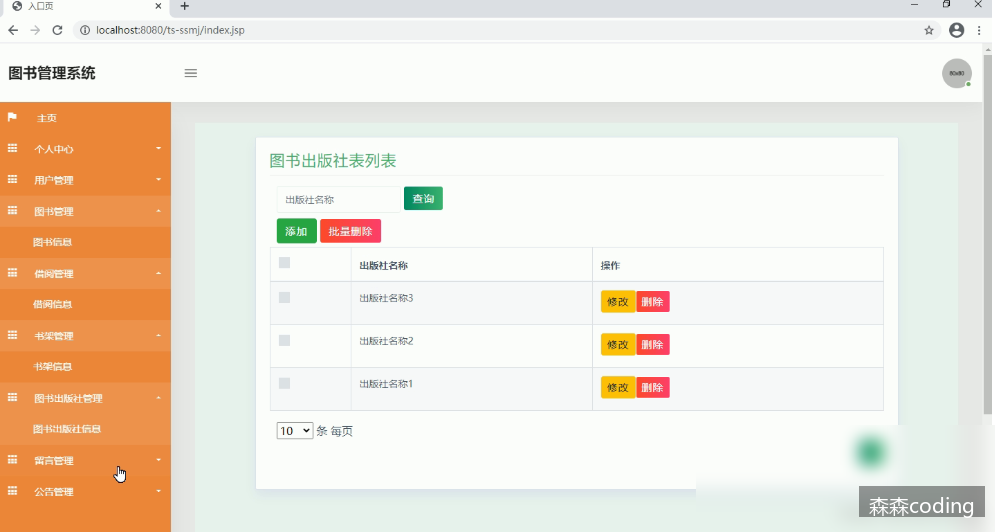 入口页
localhost:8080/ts-ssmj/index.jsp
图书管理系统
60x60
主页
个人中心
用户管理
图书管理
图书信息
借阅管理
借阅信息
书架管理
书架信息
图书出版社管理
图书出版社信息
留言管理
公告管理
图书出版社表列表
出版社名称 查询
添加 批量删除
出版社名称 操作
出版社名称3 修改 删除
出版社名称2 修改 删除
出版社名称1 修改 删除
10 条 每页
森森coding